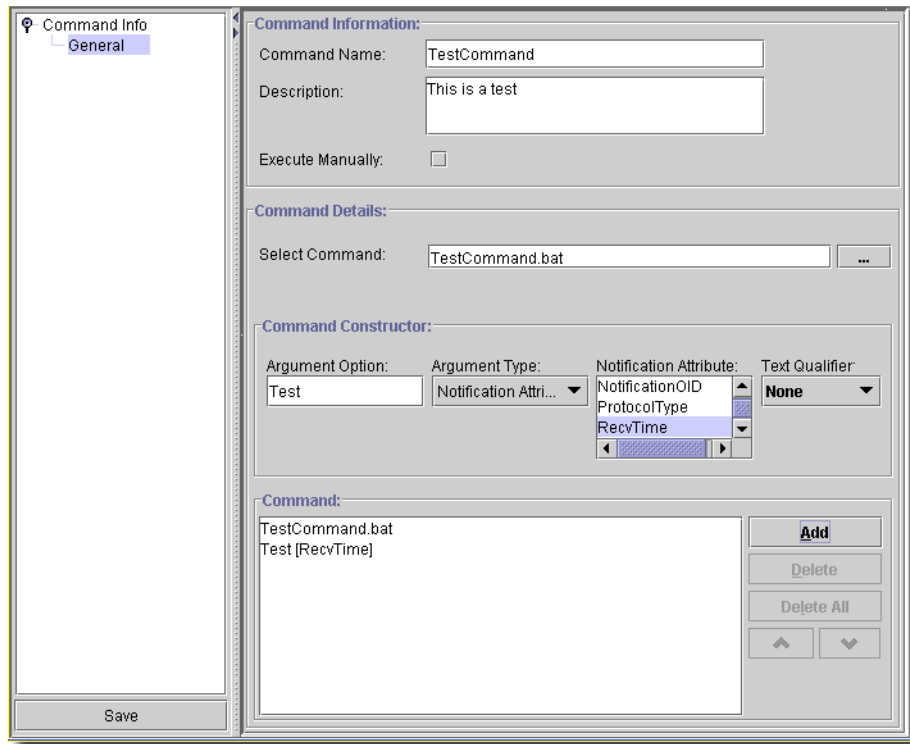 Command Info
General
Save
Command Information:
Command Name: TestCommand
Description: This is a test
Execute Manually:
Command Details:
Select Command: TestCommand.bat ...
Command Constructor:
Argument Option: Argument Type: Notification Attribute: Text Qualifier
Test Notification Attri... NotificationOID None
ProtocolType
RecvTime
Command:
TestCommand.bat Add
Test [RecvTime]
Delete
Delete All